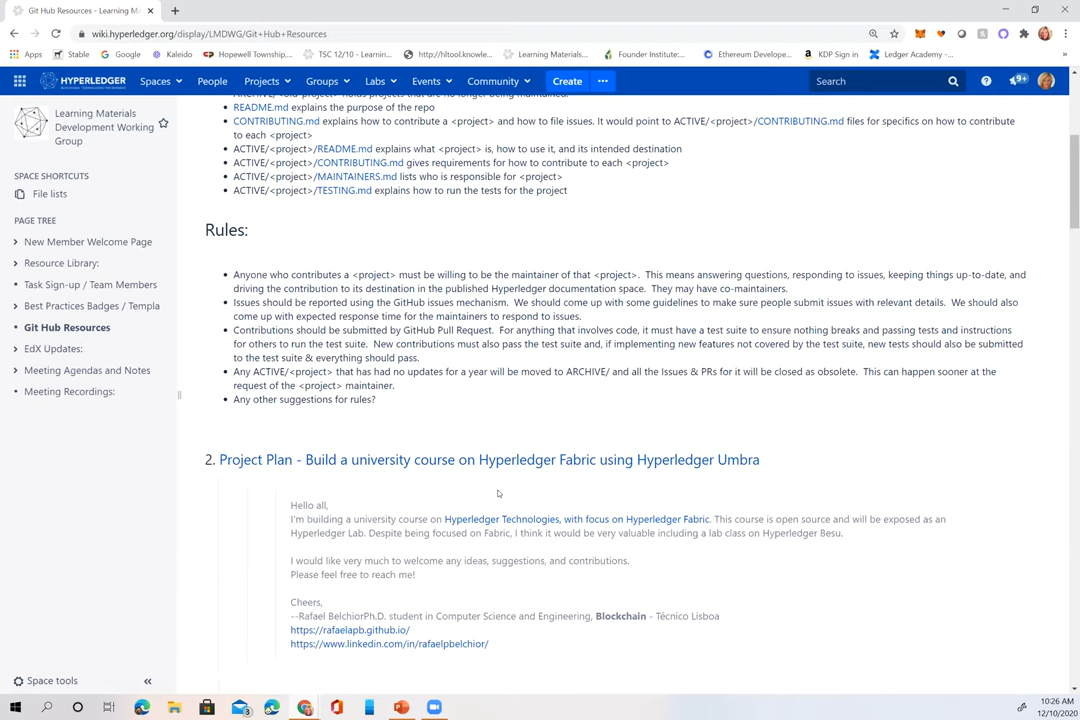 Git Hub Resources - Learning M
wiki.hyperledger.org/display/LMDWG/Git+Hub+Resources
Apps Stable Google Kaleido Hopewell Township,... TSC 12/10 - Learnin... http://hltool.knowle... Learning Materials... Founder Institute:... Ethereum Develope... KDP Sign in Ledger Academy -...
HYPERLEDGER Spaces People Projects Groups Labs Events Community Create ... Search 9+
Learning Materials
Development Working
Group
SPACE SHORTCUTS
File lists
PAGE TREE
New Member Welcome Page
Resource Library:
Task Sign-up / Team Members
Best Practices Badges / Templa
Git Hub Resources
EdX Updates:
Meeting Agendas and Notes
Meeting Recordings:
Space tools
README.md explains the purpose of the repo
CONTRIBUTING.md explains how to contribute a <project> and how to file issues. It would point to ACTIVE/<project>/CONTRIBUTING.md files for specifics on how to contribute
to each <project>
ACTIVE/<project>/README.md explains what <project> is, how to use it, and its intended destination
ACTIVE/<project>/CONTRIBUTING.md gives requirements for how to contribute to each <project>
ACTIVE/<project>/MAINTAINERS.md lists who is responsible for <project>
ACTIVE/<project>/TESTING.md explains how to run the tests for the project
Rules:
Anyone who contributes a <project> must be willing to be the maintainer of that <project>. This means answering questions, responding to issues, keeping things up-to-date, and
driving the contribution to its destination in the published Hyperledger documentation space. They may have co-maintainers.
Issues should be reported using the GitHub issues mechanism. We should come up with some guidelines to make sure people submit issues with relevant details. We should also
come up with expected response time for the maintainers to respond to issues.
Contributions should be submitted by GitHub Pull Request. For anything that involves code, it must have a test suite to ensure nothing breaks and passing tests and instructions
for others to run the test suite. New contributions must also pass the test suite and, if implementing new features not covered by the test suite, new tests should also be submitted
to the test suite & everything should pass.
Any ACTIVE/<project> that has had no updates for a year will be moved to ARCHIVE/ and all the Issues & PRs for it will be closed as obsolete. This can happen sooner at the
request of the <project> maintainer.
Any other suggestions for rules?
2. Project Plan - Build a university course on Hyperledger Fabric using Hyperledger Umbra
Hello all,
I'm building a university course on Hyperledger Technologies, with focus on Hyperledger Fabric. This course is open source and will be exposed as an
Hyperledger Lab. Despite being focused on Fabric, I think it would be very valuable including a lab class on Hyperledger Besu.
I would like very much to welcome any ideas, suggestions, and contributions.
Please feel free to reach me!
Cheers,
--Rafael BelchiorPh.D. student in Computer Science and Engineering, Blockchain - Técnico Lisboa
https://rafaelapb.github.io/
https://www.linkedin.com/in/rafaelpbelchior/
10:26 AM
12/10/2020